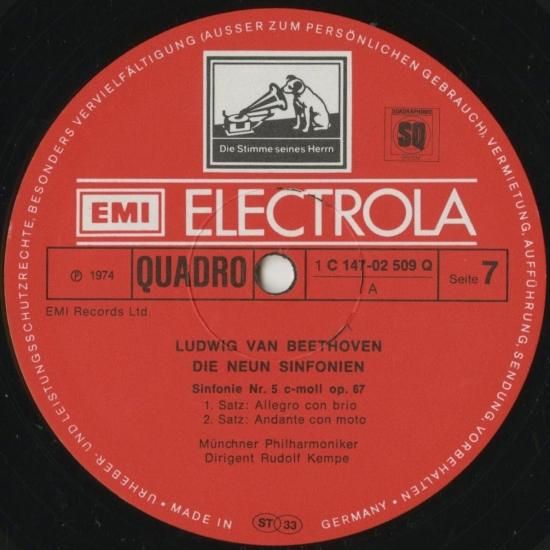 URHEBER- UND LEISTUNGSSCHUTZRECHTE, BESONDERS VERVIELFÄLTIGUNG (AUSSER ZUM PERSÖNLICHEN GEBRAUCH), VERMIETUNG, AUFFÜHRUNG, SENDUNG, VORBEHALTEN •
Die Stimme seines Herrn
QUADRAPHONIC
SQ
EMI ELECTROLA
Ⓟ 1974 QUADRO 1 C 147-02 509 Q
A
Seite 7
EMI Records Ltd.
LUDWIG VAN BEETHOVEN
DIE NEUN SINFONIEN
Sinfonie Nr. 5 c-moll op. 67
1. Satz: Allegro con brio
2. Satz: Andante con moto
Münchner Philharmoniker
Dirigent Rudolf Kempe
• MADE IN GERMANY •
ST 33